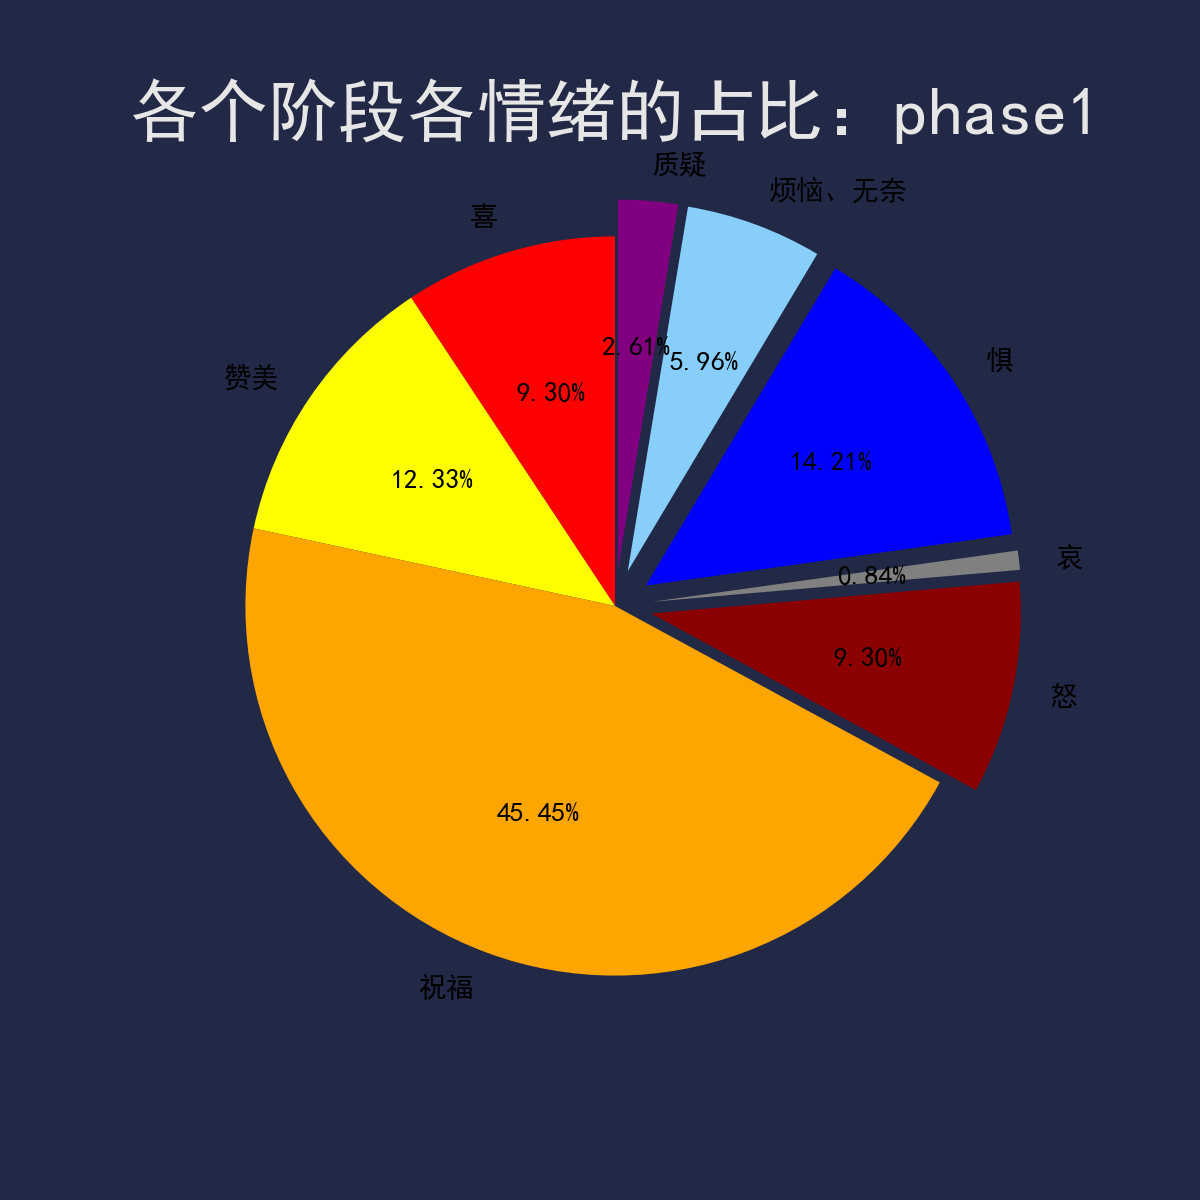 各个阶段各情绪的占比：phase1
质疑
烦恼、无奈
喜
惧
赞美
2.61%
5.96%
9.30%
14.21%
12.33%
哀
0.84%
9.30%
怒
45.45%
祝福